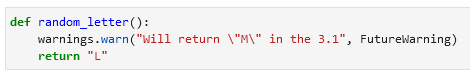 def random_letter():
    warnings.warn("Will return \"M\" in the 3.1", FutureWarning)
    return "L"